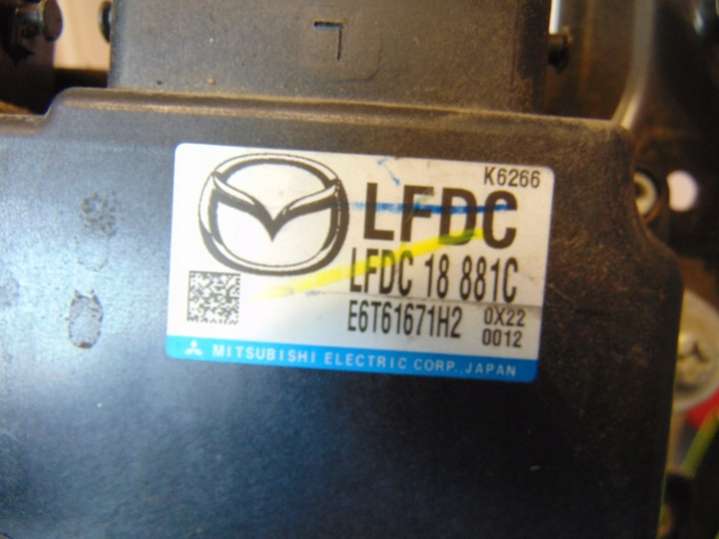 L
K6266
LFDC
LFDC 18 881C
E6T61671H2 0X22
0012
MITSUBISHI ELECTRIC CORP., JAPAN